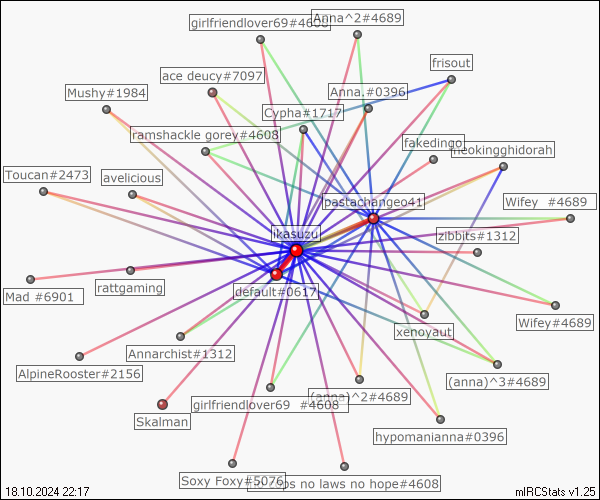 girlfriendlover69#4608
Anna^2#4689
frisout
ace deucy#7097
Mushy#1984
Anna.#0396
Cypha#1717
ramshackle gorey#4608
fakedingo
neokingghidorah
Toucan#2473
avelicious
pastachangeo41
Wifey #4689
ikasuzu
zibbits#1312
rattgaming
default#0617
Mad #6901
Wifey#4689
xenoyaut
Annarchist#1312
AlpineRooster#2156
(anna)^3#4689
(anna)^2#4689
girlfriendlover69 #4608
Skalman
hypomanianna#0396
Soxy Foxy#5076
cops no laws no hope#4608
18.10.2024 22:17
mIRCStats v1.25